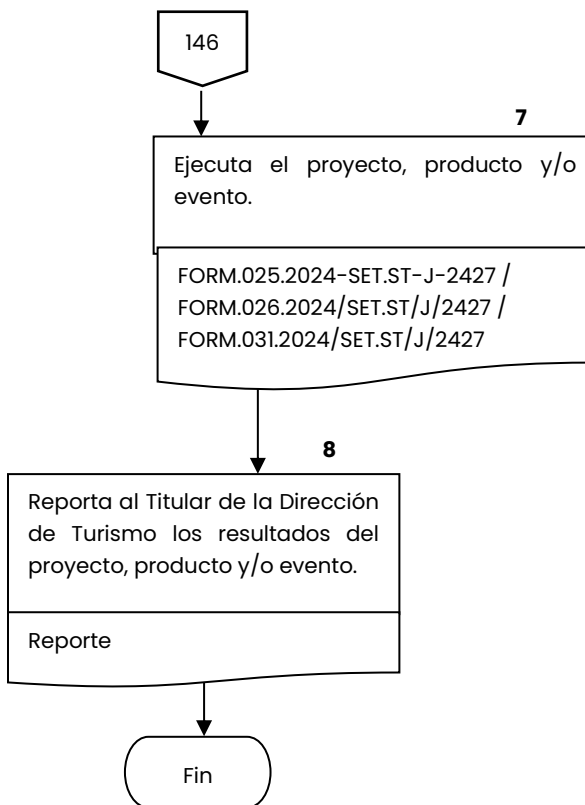 146
7
Ejecuta el proyecto, producto y/o
evento.
FORM.025.2024-SET.ST-J-2427 /
FORM.026.2024/SET.ST/J/2427 /
FORM.031.2024/SET.ST/J/2427
8
Reporta al Titular de la Dirección
de Turismo los resultados del
proyecto, producto y/o evento.
Reporte
Fin